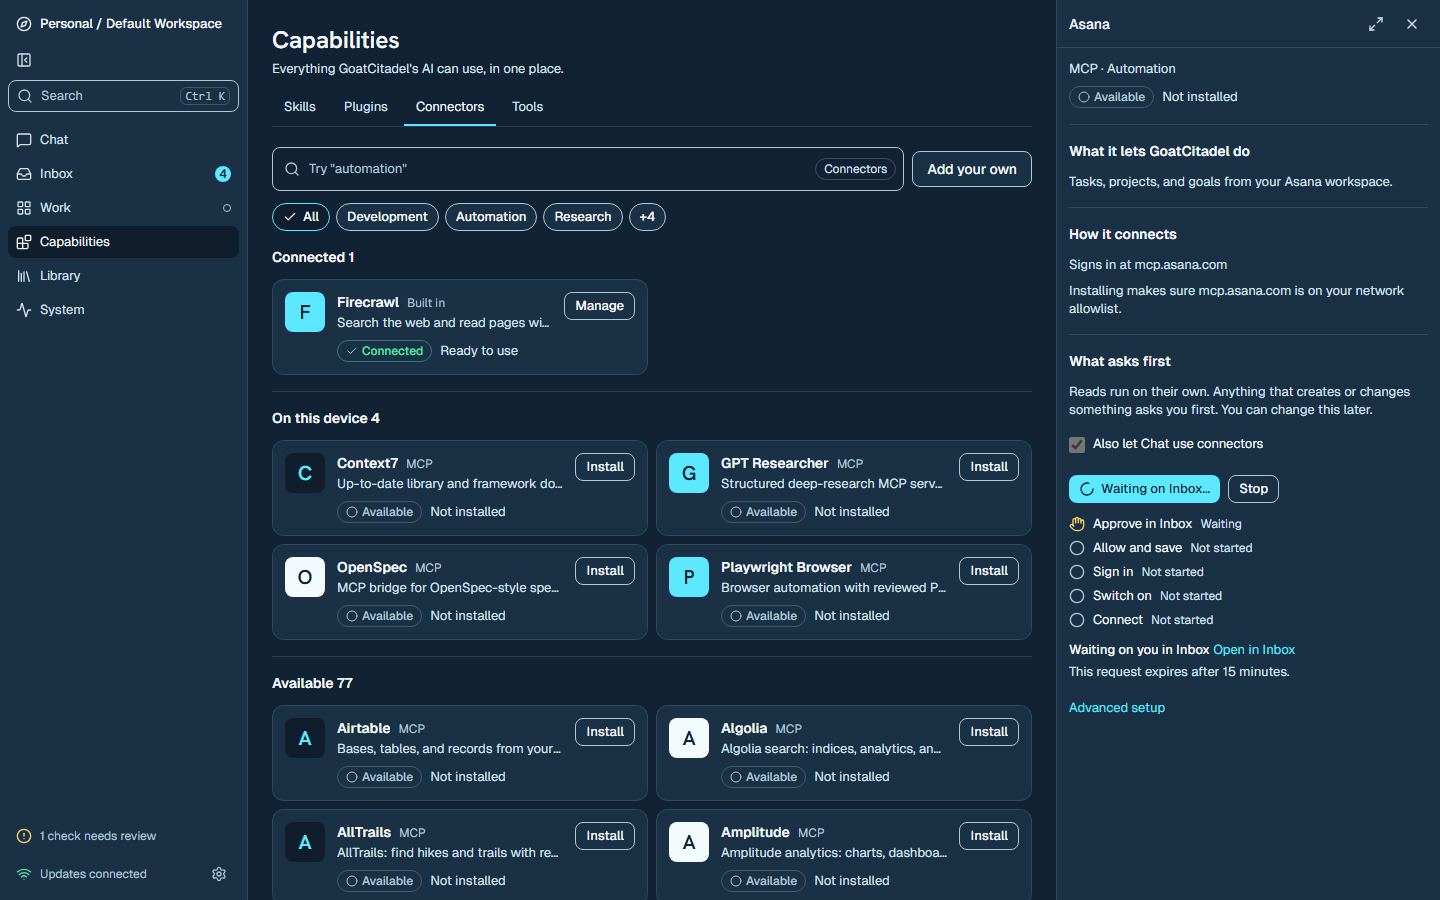 Personal / Default Workspace
Search
Ctrl K
Chat
Inbox
4
Work
Capabilities
Library
System
1 check needs review
Updates connected
Capabilities
Everything GoatCitadel's AI can use, in one place.
Skills
Plugins
Connectors
Tools
Try "automation"
Connectors
Add your own
All
Development
Automation
Research
+4
Connected 1
F
Firecrawl Built in
Search the web and read pages wi...
Connected Ready to use
Manage
On this device 4
C
Context7 MCP
Up-to-date library and framework do...
Available Not installed
Install
G
GPT Researcher MCP
Structured deep-research MCP serv...
Available Not installed
Install
O
OpenSpec MCP
MCP bridge for OpenSpec-style spe...
Available Not installed
Install
P
Playwright Browser MCP
Browser automation with reviewed P...
Available Not installed
Install
Available 77
A
Airtable MCP
Bases, tables, and records from your...
Available Not installed
Install
A
Algolia MCP
Algolia search: indices, analytics, an...
Available Not installed
Install
A
AllTrails MCP
AllTrails: find hikes and trails with re...
Available Not installed
Install
A
Amplitude MCP
Amplitude analytics: charts, dashboa...
Available Not installed
Install
Asana
MCP · Automation
Available Not installed
What it lets GoatCitadel do
Tasks, projects, and goals from your Asana workspace.
How it connects
Signs in at mcp.asana.com
Installing makes sure mcp.asana.com is on your network
allowlist.
What asks first
Reads run on their own. Anything that creates or changes
something asks you first. You can change this later.
Also let Chat use connectors
Waiting on Inbox...
Stop
Approve in Inbox Waiting
Allow and save Not started
Sign in Not started
Switch on Not started
Connect Not started
Waiting on you in Inbox Open in Inbox
This request expires after 15 minutes.
Advanced setup